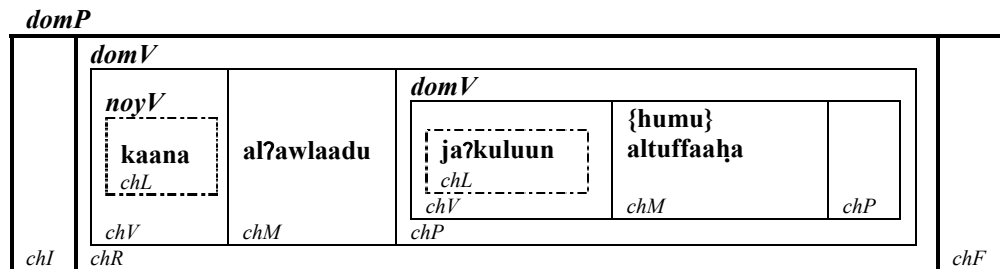 domP
domV
noyV
domV
kaana
chL
al?awlaadu
ja?kuluun
chL
{humu}
altuffaaḥa
chV
chM
chP
chV
chM
chP
chI
chR
chF